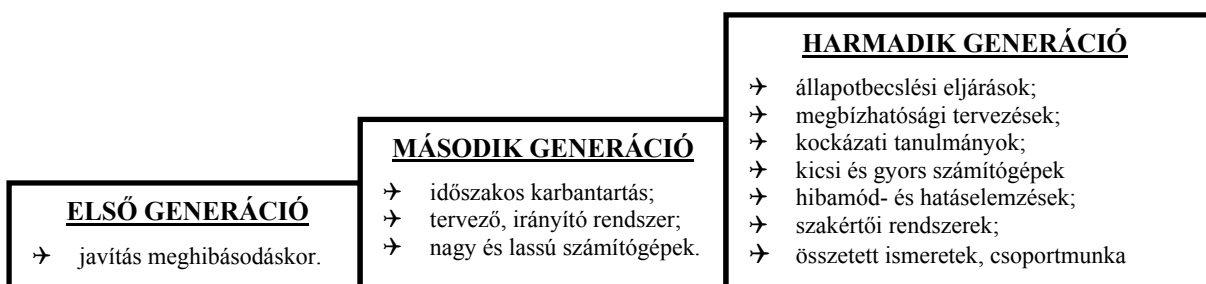 ELSŐ GENERÁCIÓ
✈ javítás meghibásodáskor.
MÁSODIK GENERÁCIÓ
✈ időszakos karbantartás;
✈ tervező, irányító rendszer;
✈ nagy és lassú számítógépek.
HARMADIK GENERÁCIÓ
✈ állapotbecslési eljárások;
✈ megbízhatósági tervezések;
✈ kockázati tanulmányok;
✈ kicsi és gyors számítógépek
✈ hibamód- és hatáselemzések;
✈ szakértői rendszerek;
✈ összetett ismeretek, csoportmunka